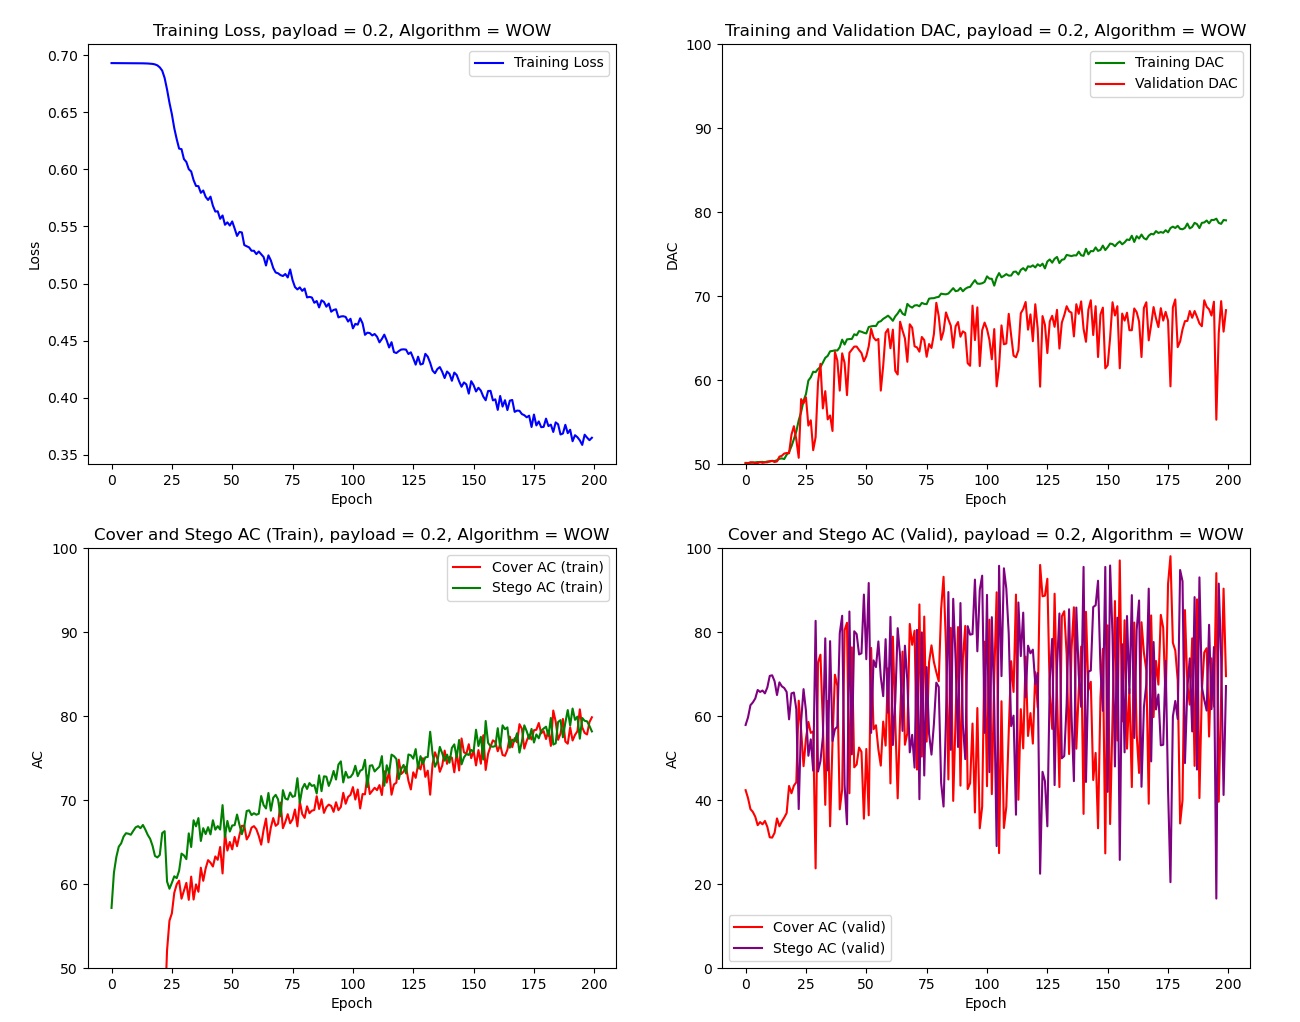 Training Loss, payload = 0.2, Algorithm = WOW
Training Loss
0.70
0.65
0.60
0.55
0.50
0.45
0.40
0.35
Loss
0 25 50 75 100 125 150 175 200
Epoch
Training and Validation DAC, payload = 0.2, Algorithm = WOW
Training DAC
Validation DAC
100
90
80
70
60
50
DAC
0 25 50 75 100 125 150 175 200
Epoch
Cover and Stego AC (Train), payload = 0.2, Algorithm = WOW
Cover AC (train)
Stego AC (train)
100
90
80
70
60
50
AC
0 25 50 75 100 125 150 175 200
Epoch
Cover and Stego AC (Valid), payload = 0.2, Algorithm = WOW
100
80
60
40
20
0
AC
Cover AC (valid)
Stego AC (valid)
0 25 50 75 100 125 150 175 200
Epoch